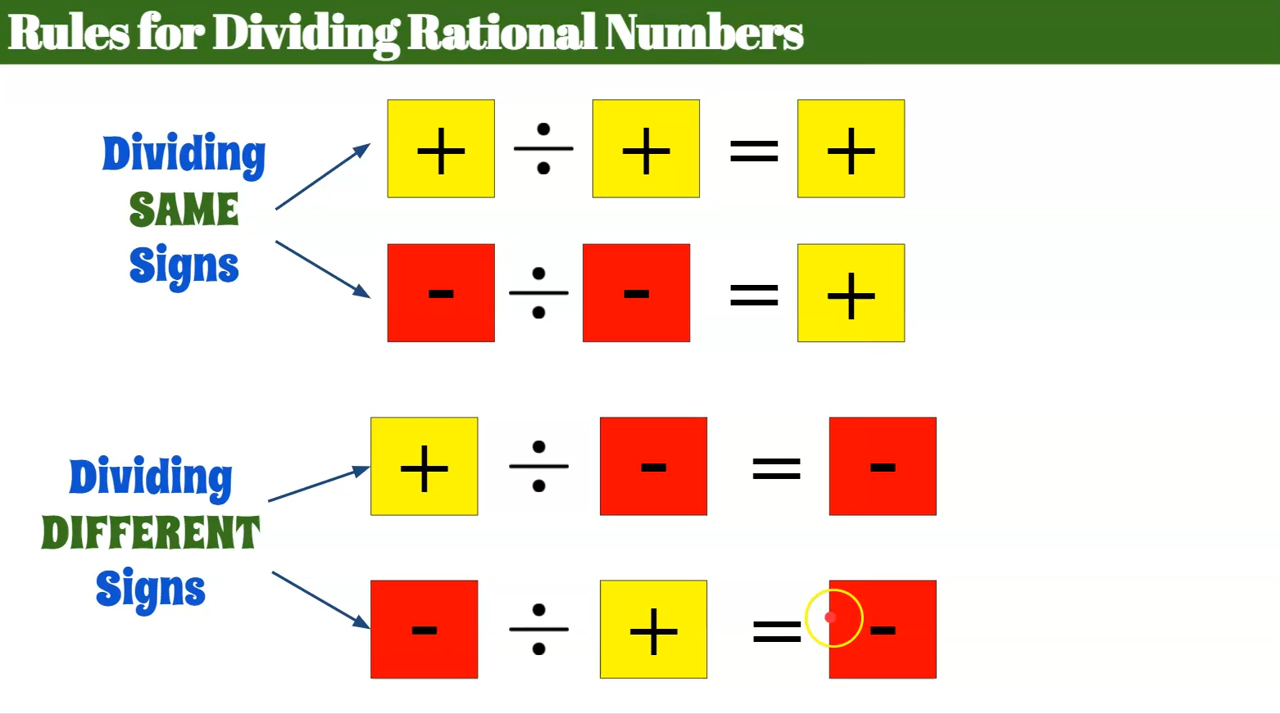 Rules for Dividing Rational Numbers
Dividing
SAME
Signs
+ ÷ + = +
- ÷ - = +
Dividing
DIFFERENT
Signs
+ ÷ - = -
- ÷ + = -